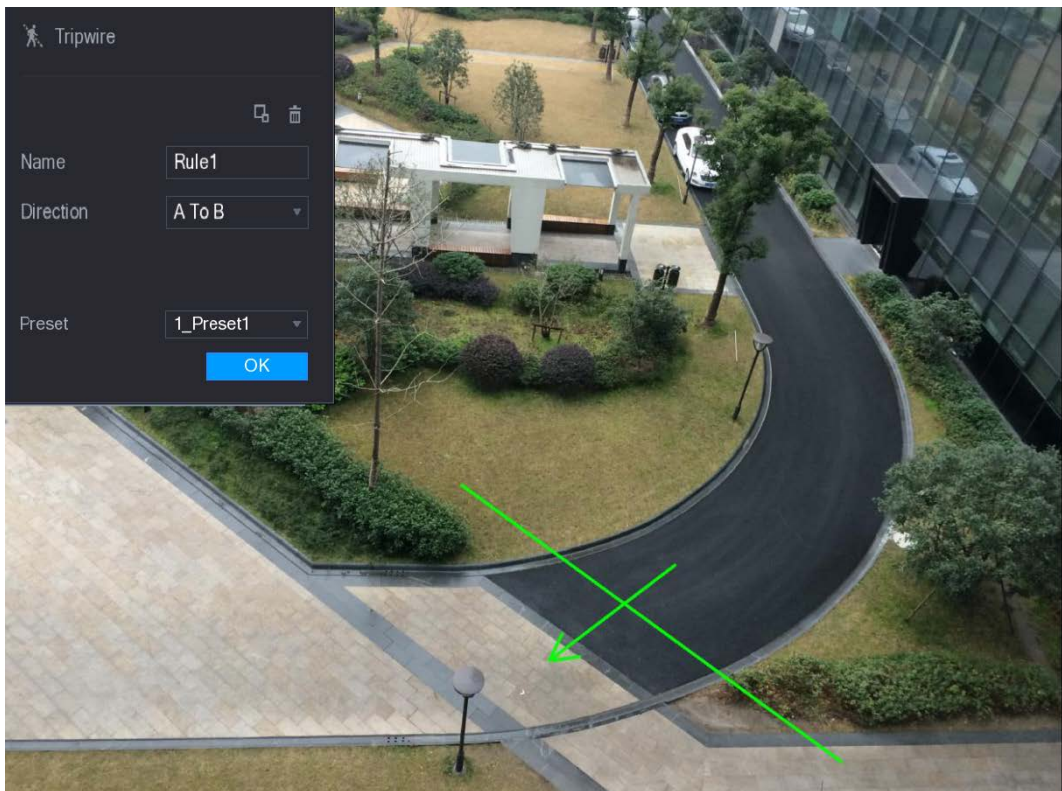 Tripwire
Name Rule1
Direction A To B
Preset 1_Preset1
OK